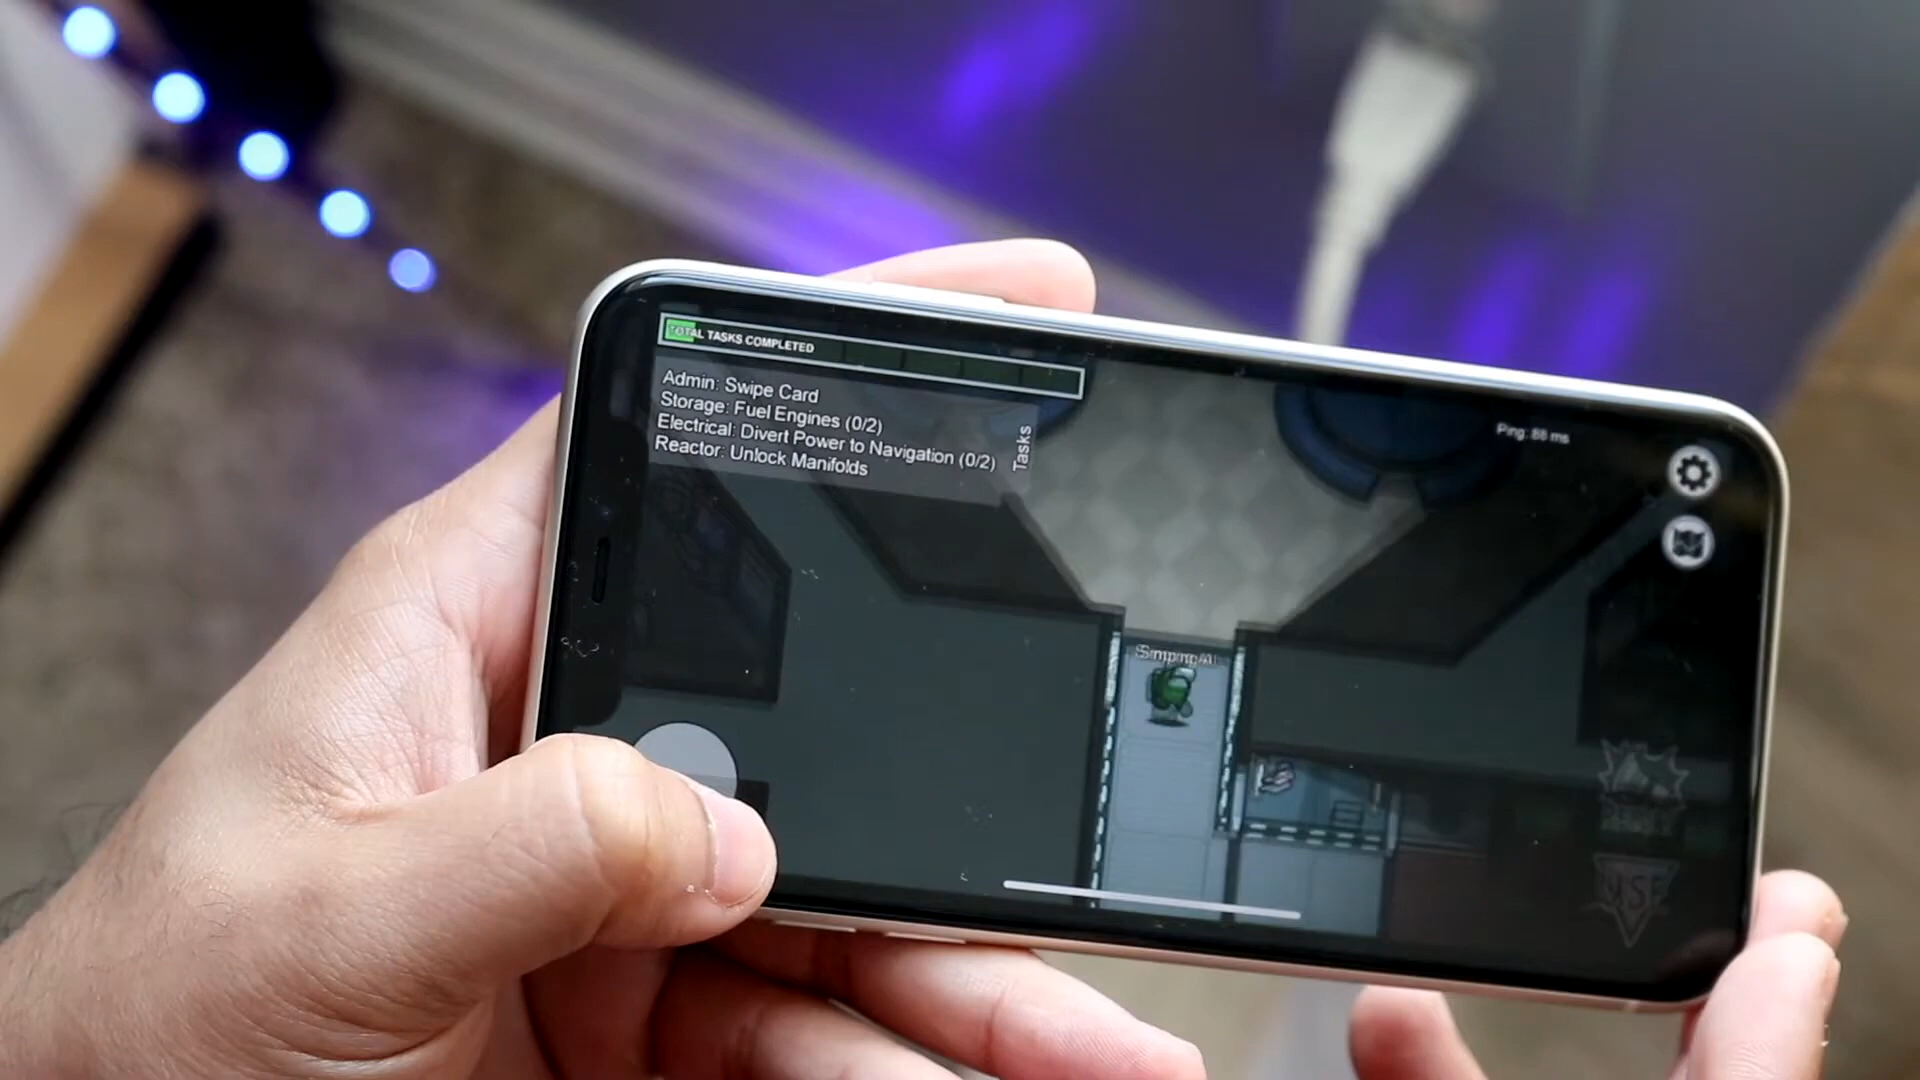 TOTAL TASKS COMPLETED
Admin: Swipe Card
Storage: Fuel Engines (0/2)
Electrical: Divert Power to Navigation (0/2)
Reactor: Unlock Manifolds
Tasks
Ping: 88 ms
USE